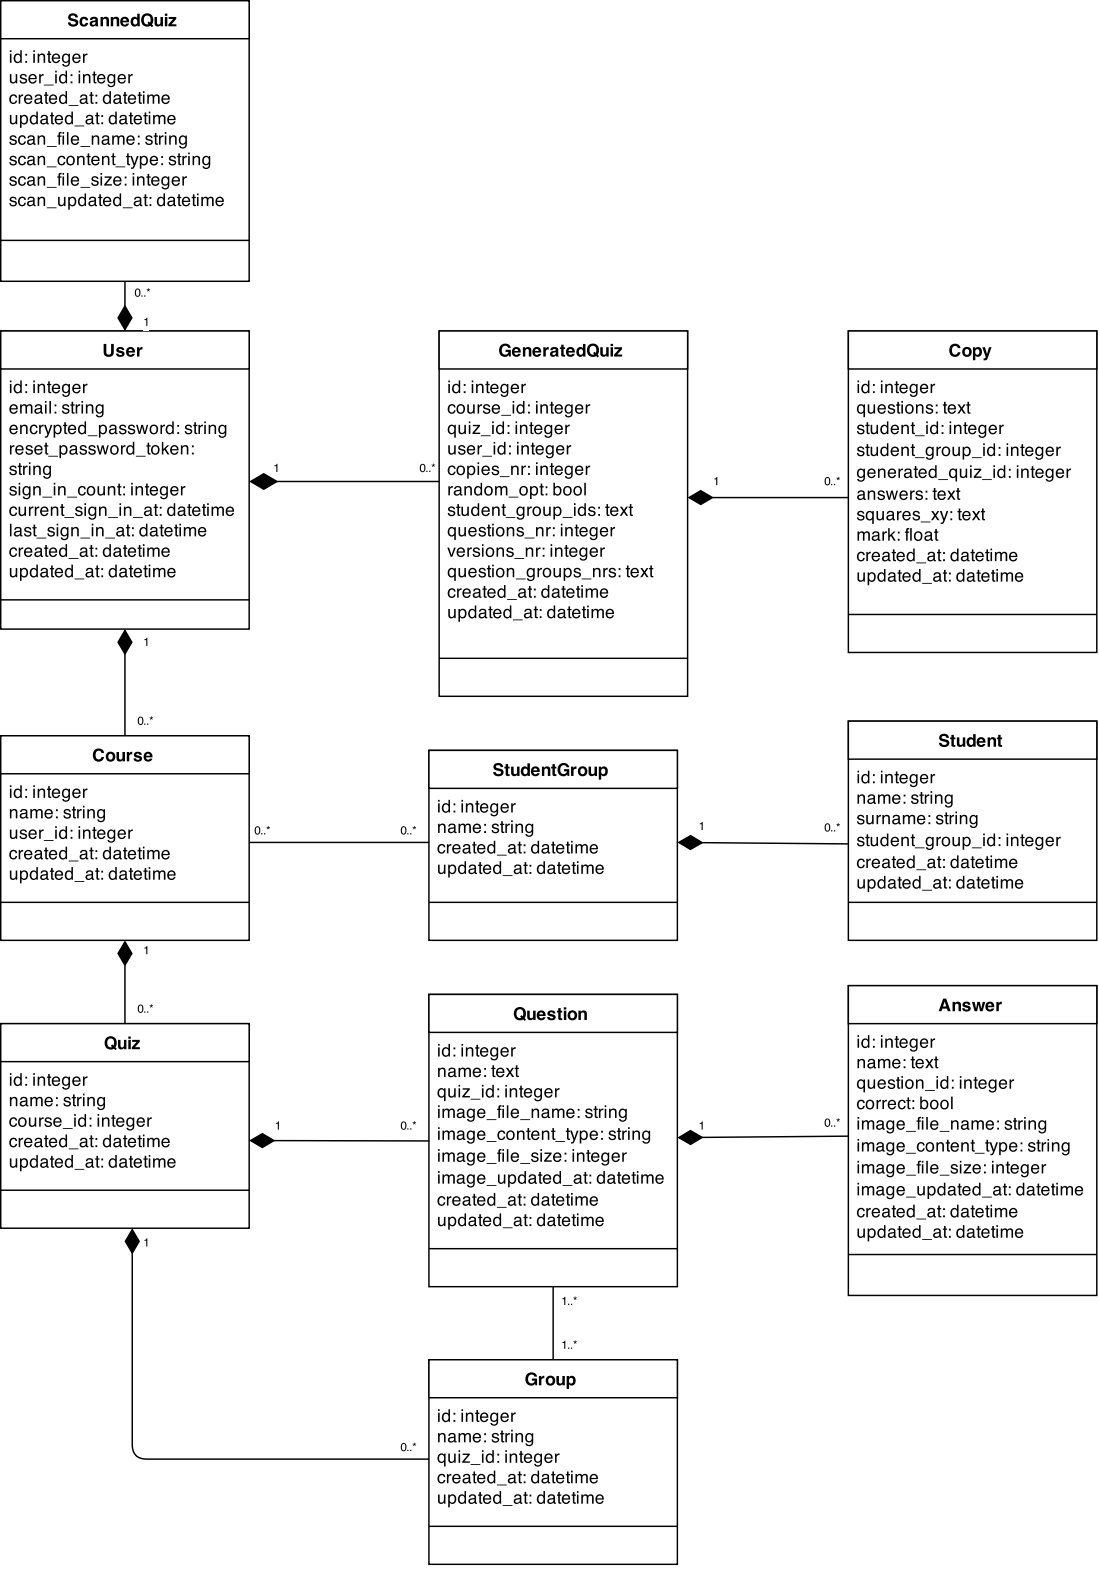 ScannedQuiz
id: integer
user_id: integer
created_at: datetime
updated_at: datetime
scan_file_name: string
scan_content_type: string
scan_file_size: integer
scan_updated_at: datetime
0..*
1
User
id: integer
email: string
encrypted_password: string
reset_password_token:
string
sign_in_count: integer
current_sign_in_at: datetime
last_sign_in_at: datetime
created_at: datetime
updated_at: datetime
1
0..*
GeneratedQuiz
id: integer
course_id: integer
quiz_id: integer
user_id: integer
copies_nr: integer
random_opt: bool
student_group_ids: text
questions_nr: integer
versions_nr: integer
question_groups_nrs: text
created_at: datetime
updated_at: datetime
1
0..*
Copy
id: integer
questions: text
student_id: integer
student_group_id: integer
generated_quiz_id: integer
answers: text
squares_xy: text
mark: float
created_at: datetime
updated_at: datetime
1
0..*
Course
id: integer
name: string
user_id: integer
created_at: datetime
updated_at: datetime
0..*
0..*
StudentGroup
id: integer
name: string
created_at: datetime
updated_at: datetime
1
0..*
Student
id: integer
name: string
surname: string
student_group_id: integer
created_at: datetime
updated_at: datetime
1
0..*
Quiz
id: integer
name: string
course_id: integer
created_at: datetime
updated_at: datetime
1
0..*
Question
id: integer
name: text
quiz_id: integer
image_file_name: string
image_content_type: string
image_file_size: integer
image_updated_at: datetime
created_at: datetime
updated_at: datetime
1
0..*
Answer
id: integer
name: text
question_id: integer
correct: bool
image_file_name: string
image_content_type: string
image_file_size: integer
image_updated_at: datetime
created_at: datetime
updated_at: datetime
1
1..*
1..*
0..*
Group
id: integer
name: string
quiz_id: integer
created_at: datetime
updated_at: datetime